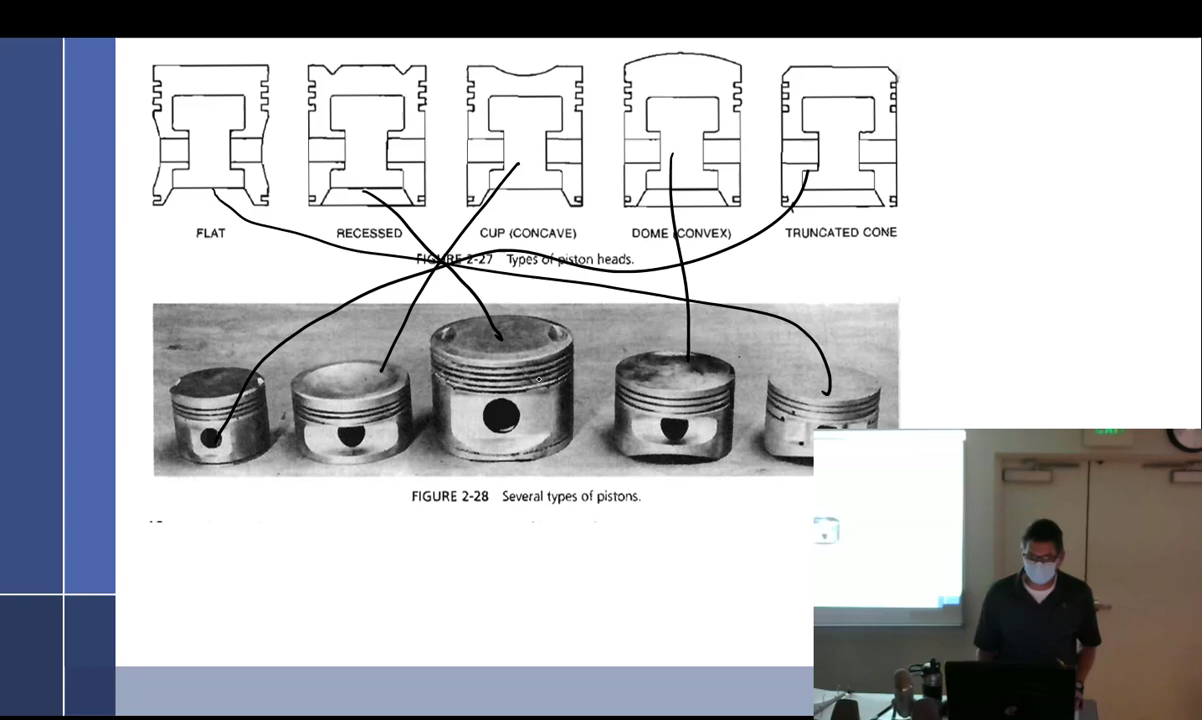 FLAT
RECESSED
CUP (CONCAVE)
DOME (CONVEX)
TRUNCATED CONE
FIGURE 2-27 Types of piston heads.
FIGURE 2-28 Several types of pistons.